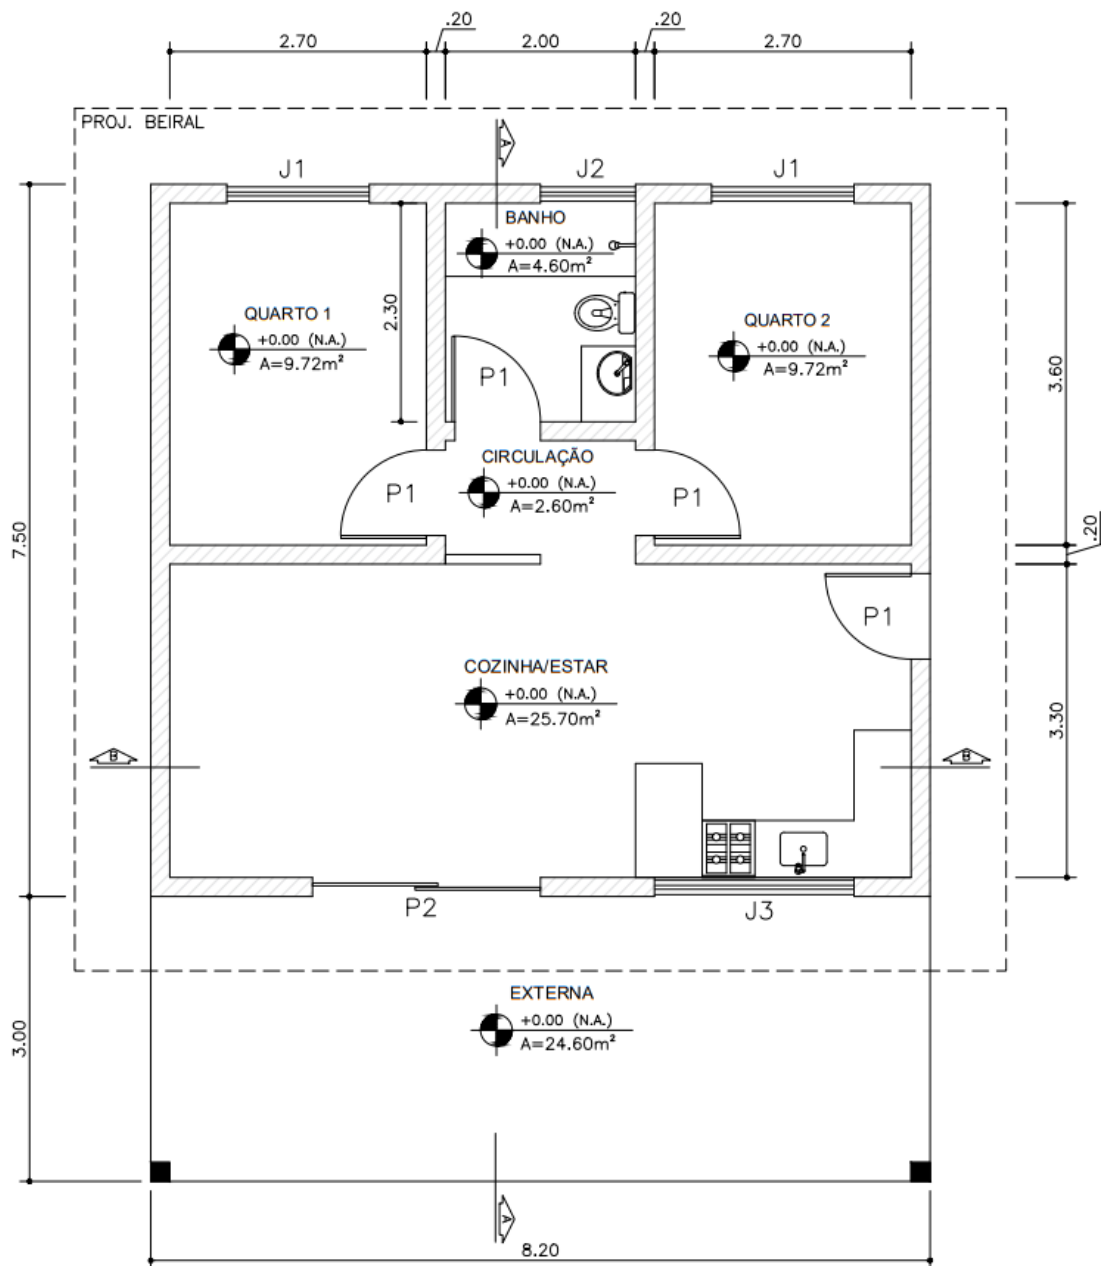 .20
.20
2.70
2.00
2.70
PROJ. BEIRAL
A
J1
J2
J1
BANHO
+0.00 (N.A.)
A=4.60m²
2.30
QUARTO 1
+0.00 (N.A.)
A=9.72m²
QUARTO 2
+0.00 (N.A.)
A=9.72m²
3.60
P1
CIRCULAÇÃO
+0.00 (N.A.)
A=2.60m²
P1
P1
7.50
.20
P1
COZINHA/ESTAR
+0.00 (N.A.)
A=25.70m²
3.30
B
B
P2
J3
EXTERNA
+0.00 (N.A.)
A=24.60m²
3.00
A
8.20